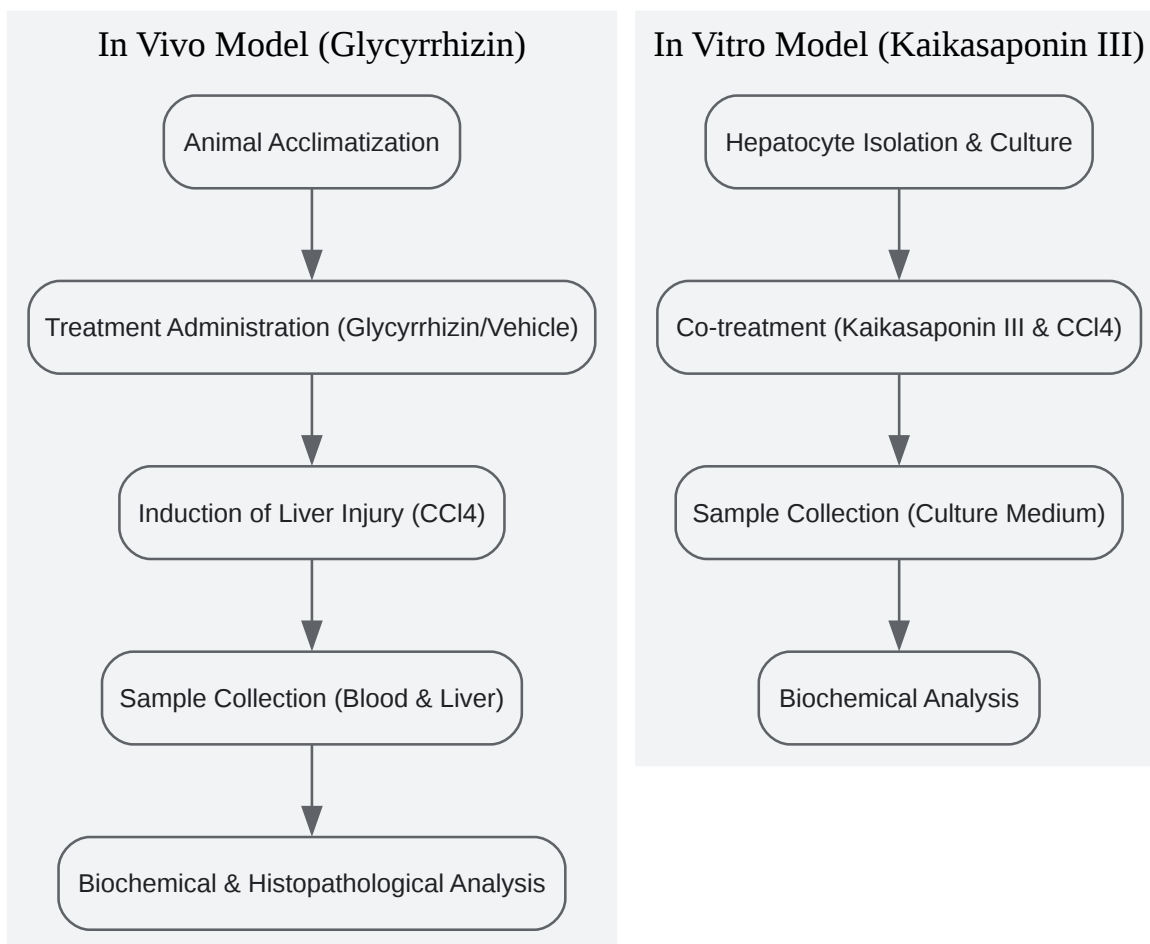 In Vivo Model (Glycyrrhizin)
Animal Acclimatization
Treatment Administration (Glycyrrhizin/Vehicle)
Induction of Liver Injury (CCl4)
Sample Collection (Blood & Liver)
Biochemical & Histopathological Analysis
In Vitro Model (Kaikasaponin III)
Hepatocyte Isolation & Culture
Co-treatment (Kaikasaponin III & CCl4)
Sample Collection (Culture Medium)
Biochemical Analysis